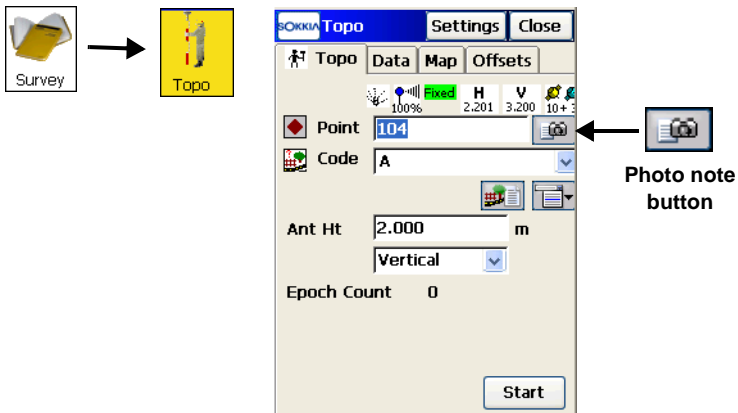 Survey
Topo
SOKKIA Topo Settings Close
Topo Data Map Offsets
100% Fixed H 2.201 V 3.200 10+
Point 104
Code A
Ant Ht 2.000 m
Vertical
Epoch Count 0
Start
Photo note
button